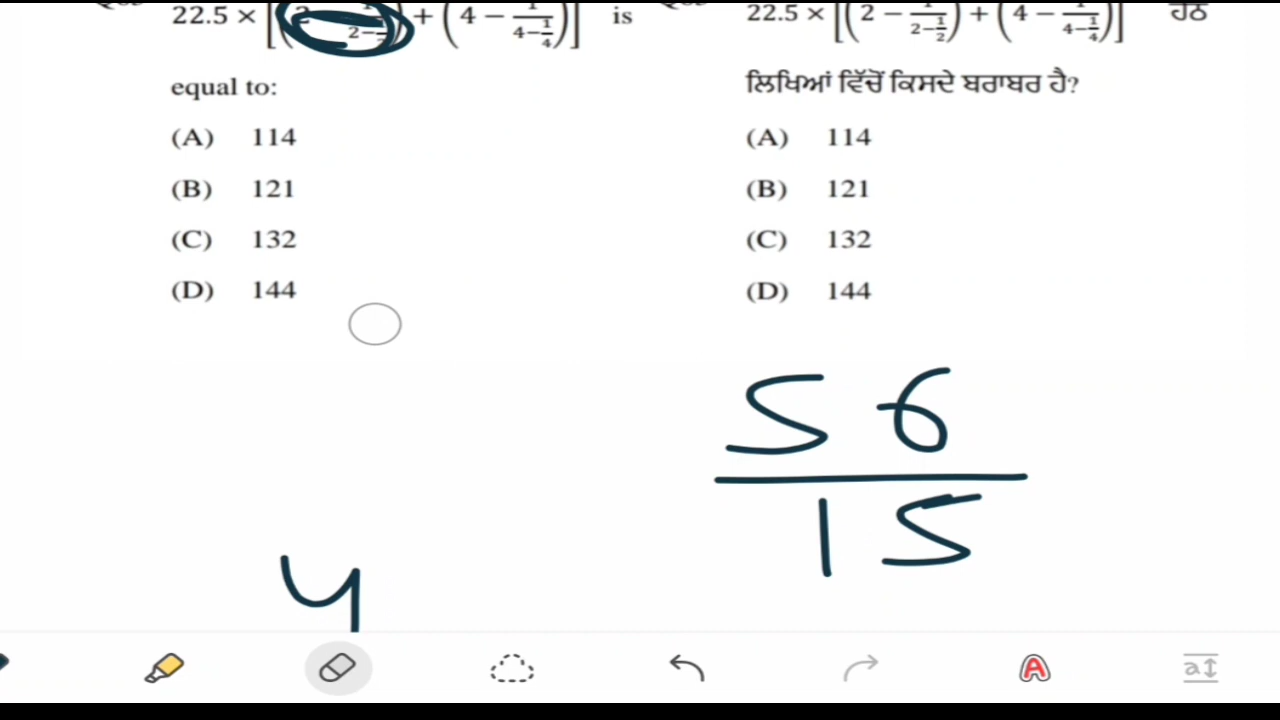 22.5 × [(2 − 1/(2−1/2)) + (4 − 1/(4−1/4))] is
equal to:
(A) 114
(B) 121
(C) 132
(D) 144
22.5 × [(2 − 1/(2−1/2)) + (4 − 1/(4−1/4))] ਹੇਠ
ਲਿਖਿਆਂ ਵਿੱਚੋਂ ਕਿਸਦੇ ਬਰਾਬਰ ਹੈ?
(A) 114
(B) 121
(C) 132
(D) 144
56
15
4
A
a